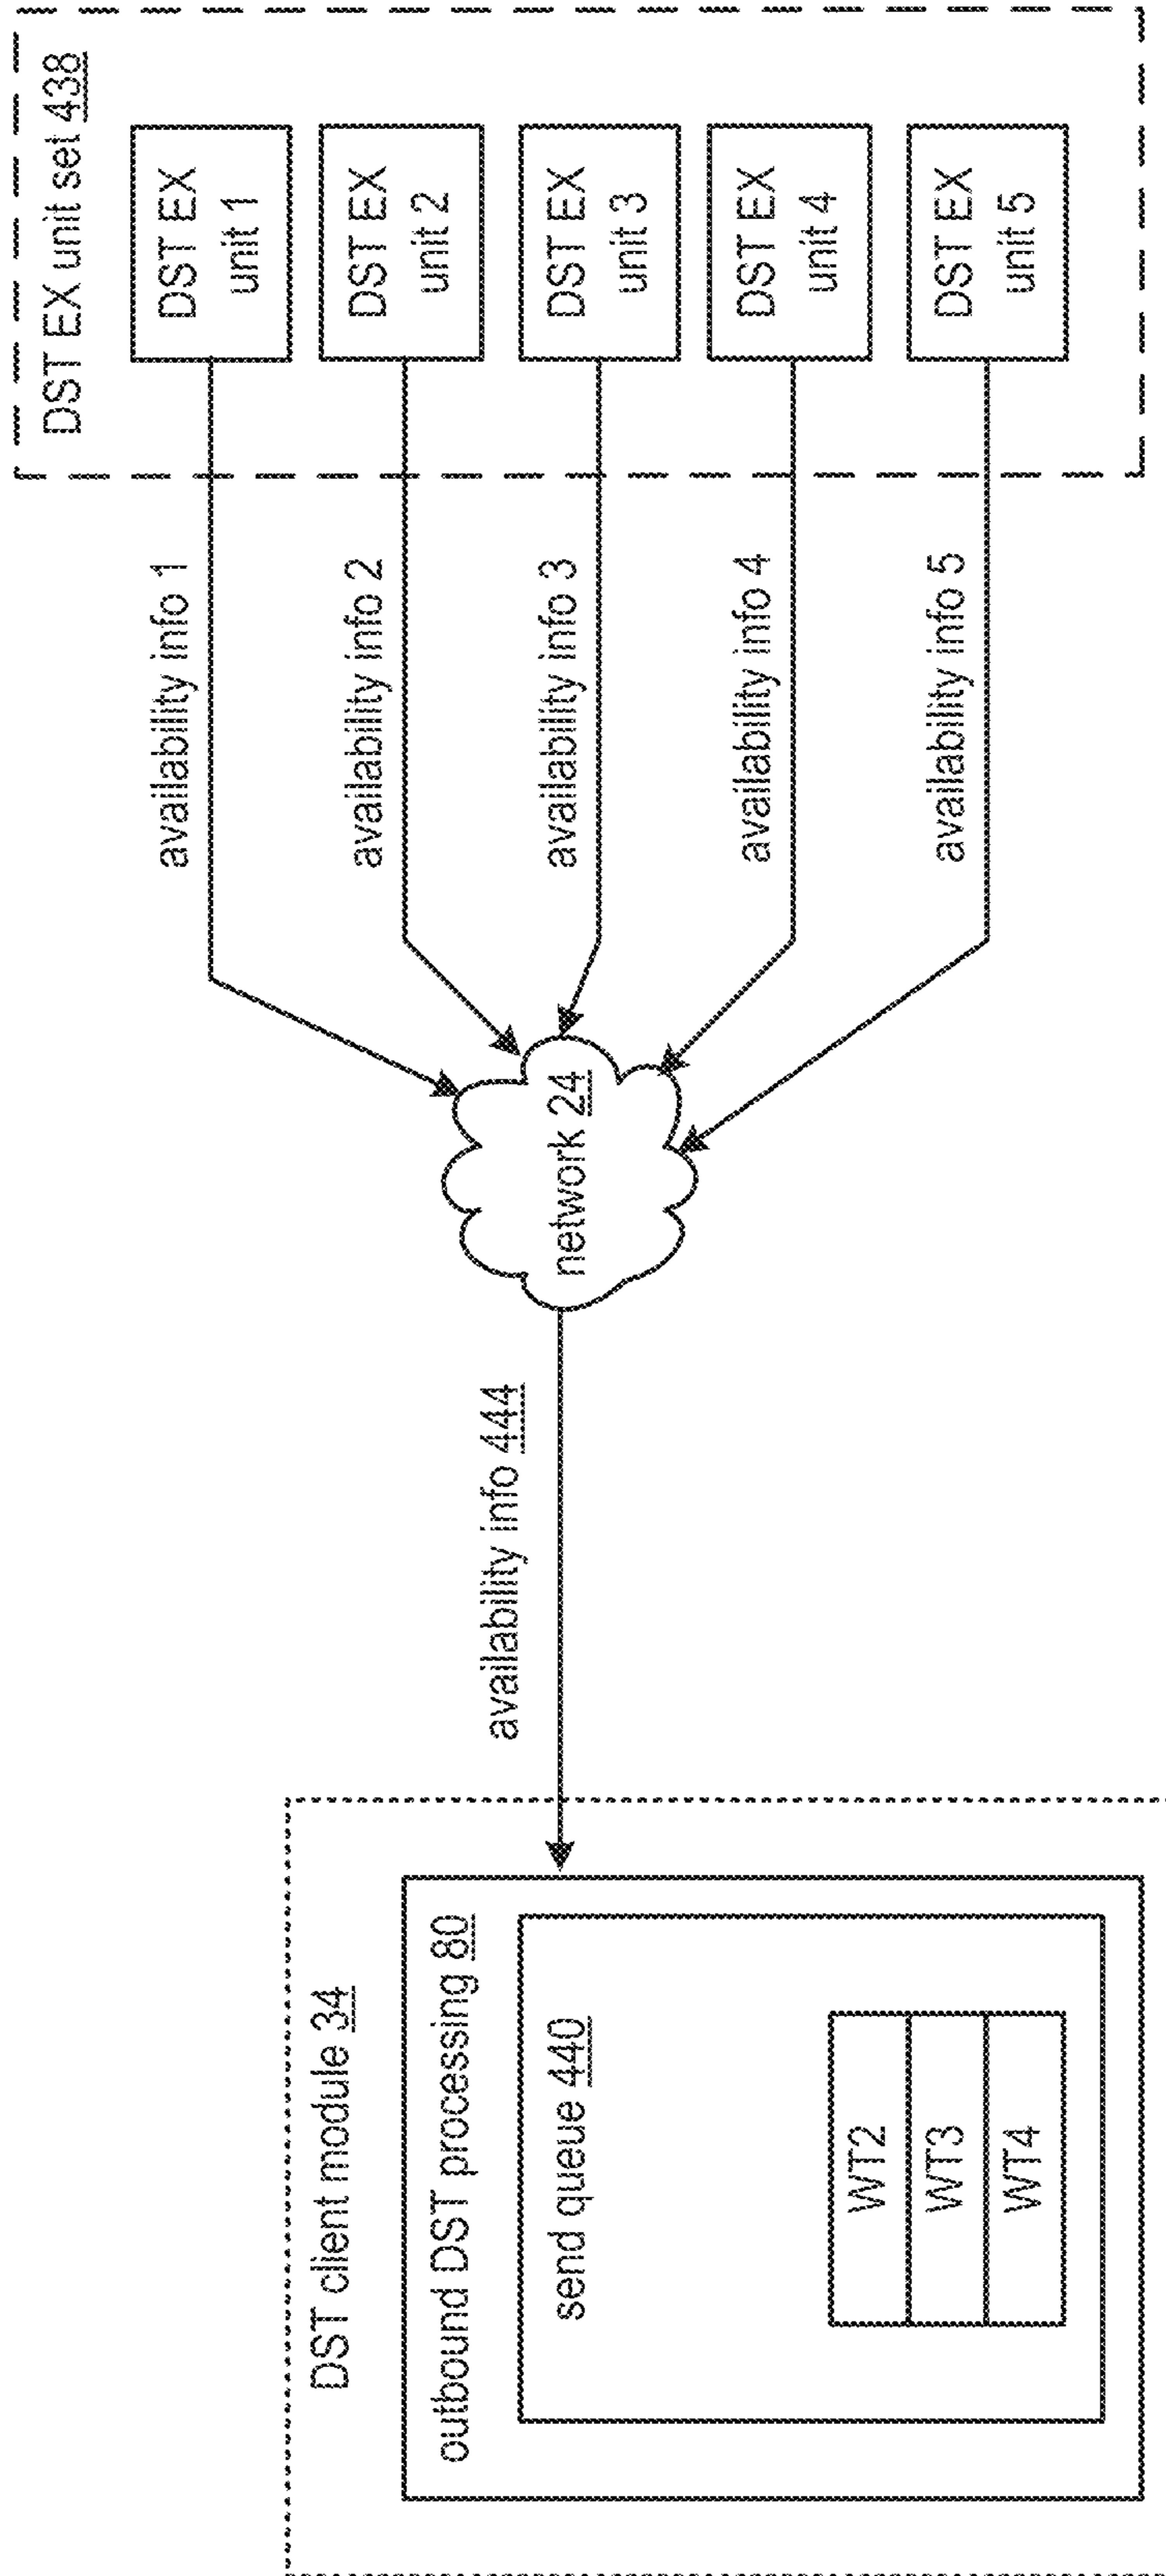 DST client module 34
outbound DST processing 80
send queue 440
WT2
WT3
WT4
availability info 444
network 24
availability info 1
availability info 2
availability info 3
availability info 4
availability info 5
DST EX unit set 438
DST EX
unit 1
DST EX
unit 2
DST EX
unit 3
DST EX
unit 4
DST EX
unit 5